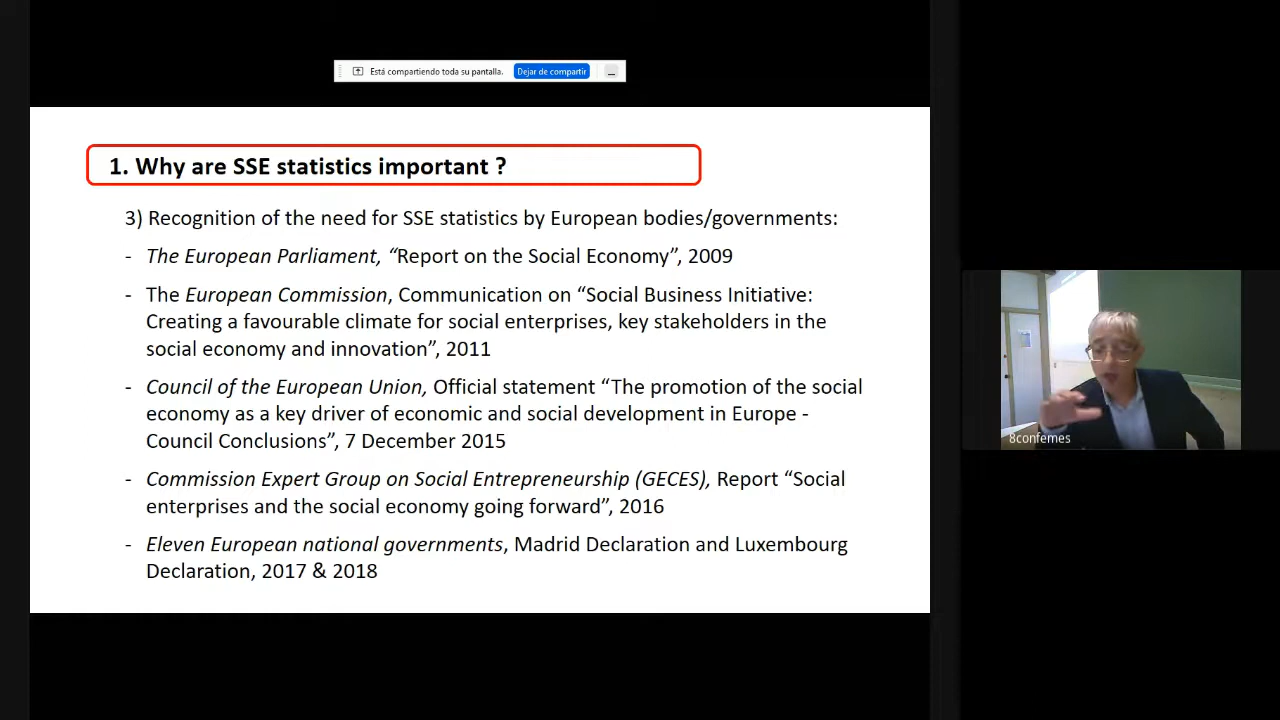 Está compartiendo toda su pantalla. Dejar de compartir
1. Why are SSE statistics important ?
3) Recognition of the need for SSE statistics by European bodies/governments:
- The European Parliament, “Report on the Social Economy”, 2009
- The European Commission, Communication on “Social Business Initiative:
Creating a favourable climate for social enterprises, key stakeholders in the
social economy and innovation”, 2011
- Council of the European Union, Official statement “The promotion of the social
economy as a key driver of economic and social development in Europe -
Council Conclusions”, 7 December 2015
- Commission Expert Group on Social Entrepreneurship (GECES), Report “Social
enterprises and the social economy going forward”, 2016
- Eleven European national governments, Madrid Declaration and Luxembourg
Declaration, 2017 & 2018
8confemes